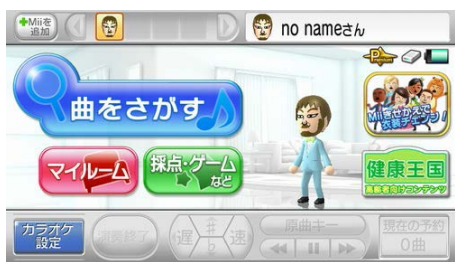 Miiを
追加
no nameさん
Premium
曲をさがす
Miiきせかえで
衣装チェンジ！
マイルーム
採点・ゲーム
など
健康王国
高齢者向けコンテンツ
カラオケ
設定
演奏終了
遅
♯
♭
速
原曲キー
現在の予約
0曲